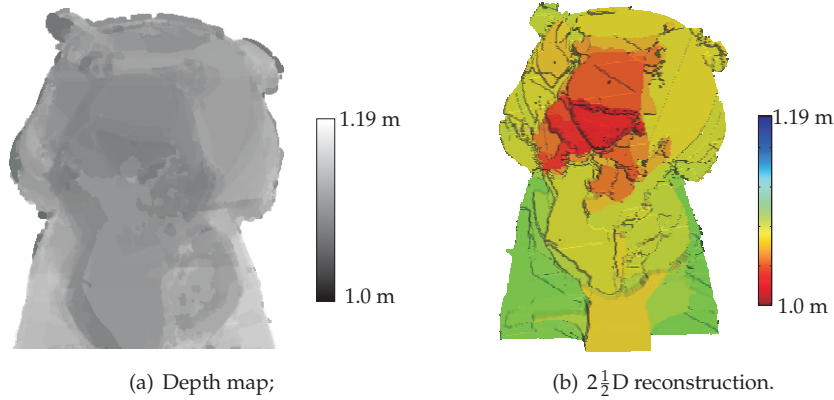 1.19 m
1.0 m
1.19 m
1.0 m
(a) Depth map;
(b) 2½D reconstruction.